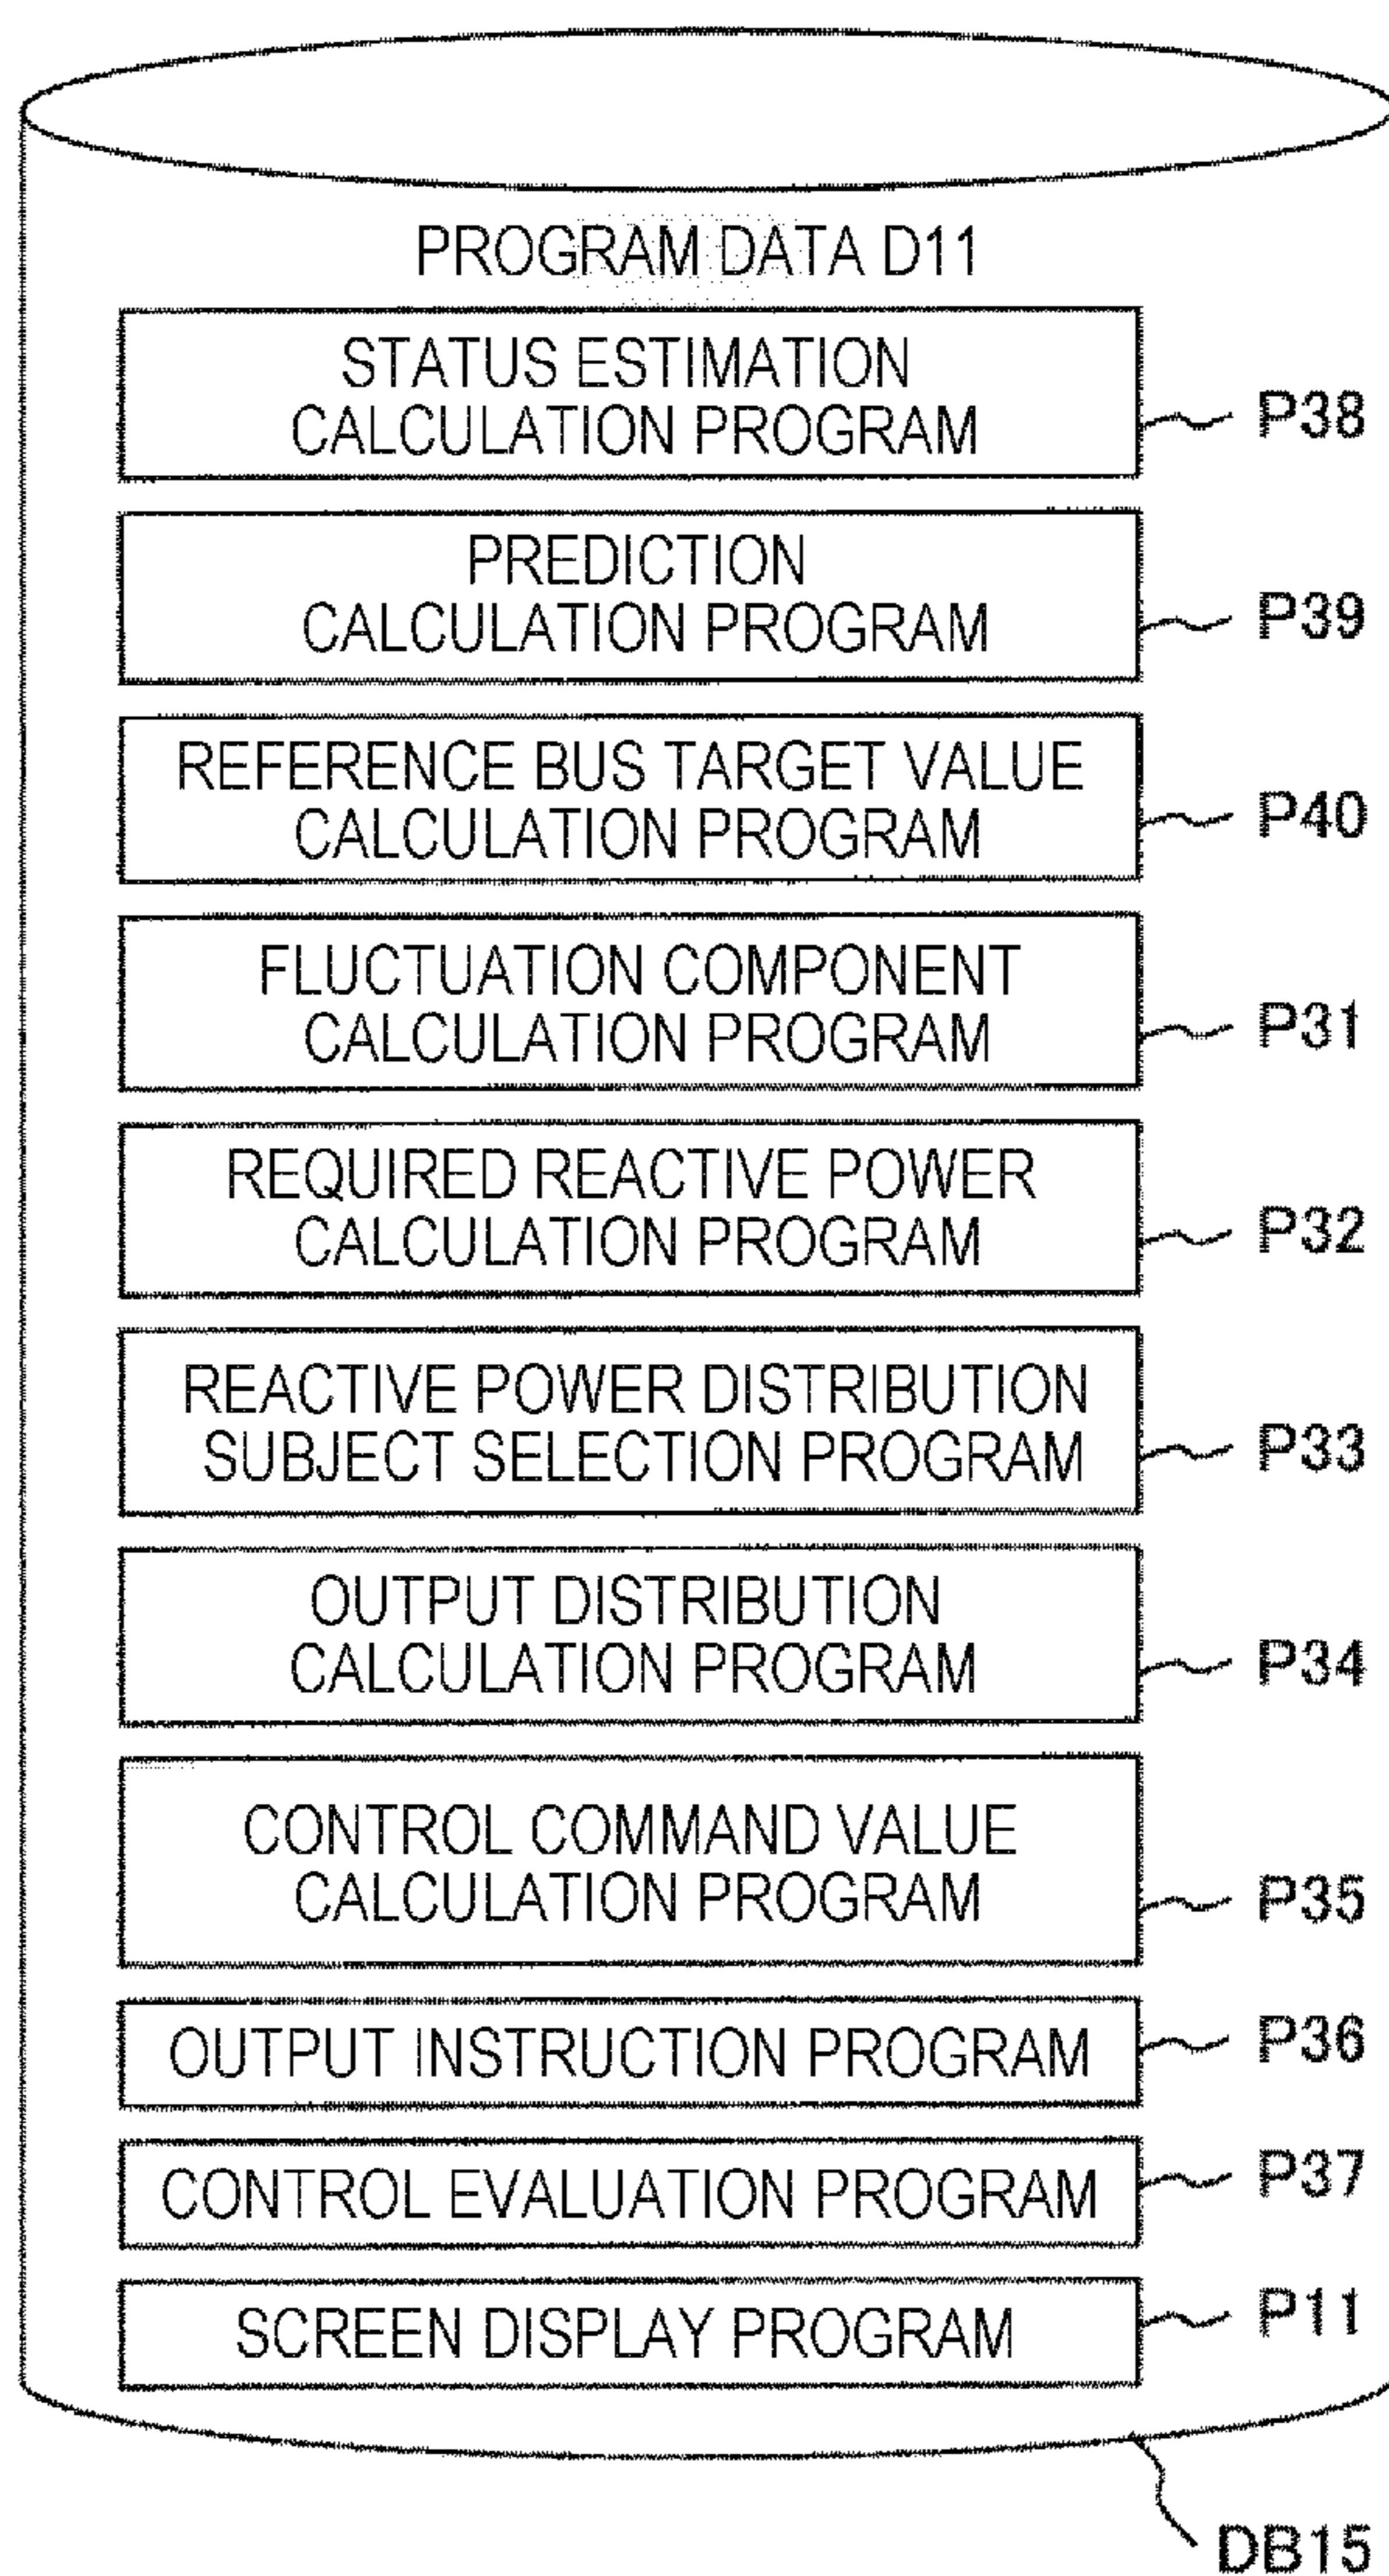 PROGRAM DATA D11
STATUS ESTIMATION
CALCULATION PROGRAM
P38
PREDICTION
CALCULATION PROGRAM
P39
REFERENCE BUS TARGET VALUE
CALCULATION PROGRAM
P40
FLUCTUATION COMPONENT
CALCULATION PROGRAM
P31
REQUIRED REACTIVE POWER
CALCULATION PROGRAM
P32
REACTIVE POWER DISTRIBUTION
SUBJECT SELECTION PROGRAM
P33
OUTPUT DISTRIBUTION
CALCULATION PROGRAM
P34
CONTROL COMMAND VALUE
CALCULATION PROGRAM
P35
OUTPUT INSTRUCTION PROGRAM
P36
CONTROL EVALUATION PROGRAM
P37
SCREEN DISPLAY PROGRAM
P11
DB15